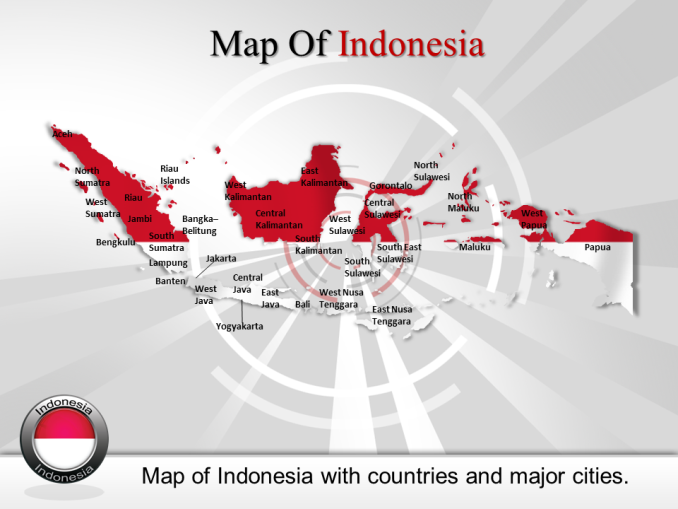 Map Of Indonesia
Aceh
North
Sumatra
Riau
Islands
West
Sumatra
Riau
Jambi
Bangka–
Belitung
Bengkulu
South
Sumatra
Lampung
Banten
Jakarta
West
Java
Central
Java
Yogyakarta
East
Java
Bali
West Nusa
Tenggara
East Nusa
Tenggara
West
Kalimantan
Central
Kalimantan
East
Kalimantan
South
Kalimantan
West
Sulawesi
Central
Sulawesi
Gorontalo
North
Sulawesi
South
Sulawesi
South East
Sulawesi
North
Maluku
Maluku
West
Papua
Papua
Indonesia
Indonesia
Map of Indonesia with countries and major cities.